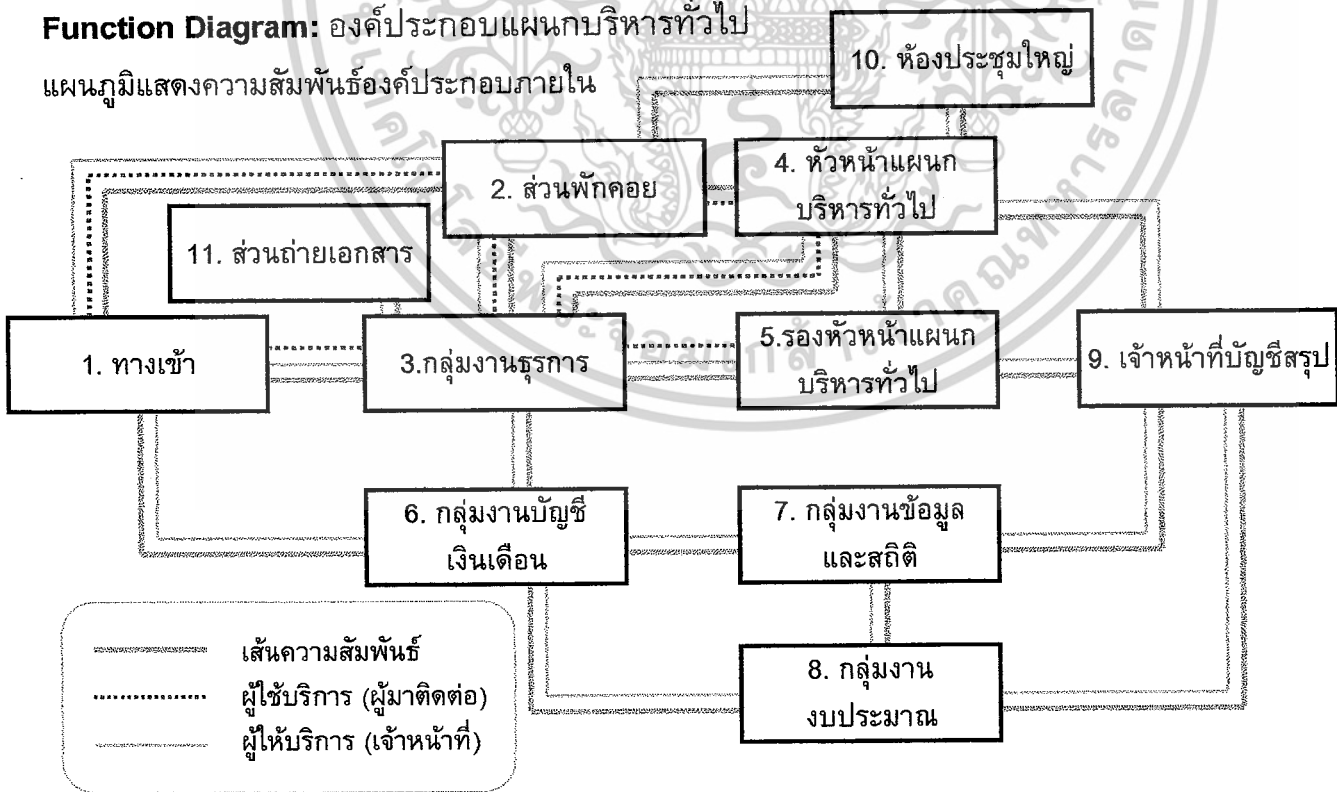 Function Diagram: องค์ประกอบแผนกบริหารทั่วไป
แผนภูมิแสดงความสัมพันธ์องค์ประกอบภายใน
10. ห้องประชุมใหญ่
2. ส่วนพักคอย
4. หัวหน้าแผนก
บริหารทั่วไป
11. ส่วนถ่ายเอกสาร
1. ทางเข้า
3.กลุ่มงานธุรการ
5.รองหัวหน้าแผนก
บริหารทั่วไป
9. เจ้าหน้าที่บัญชีสรุป
6. กลุ่มงานบัญชี
เงินเดือน
7. กลุ่มงานข้อมูล
และสถิติ
8. กลุ่มงาน
งบประมาณ
เส้นความสัมพันธ์
ผู้ใช้บริการ (ผู้มาติดต่อ)
ผู้ให้บริการ (เจ้าหน้าที่)